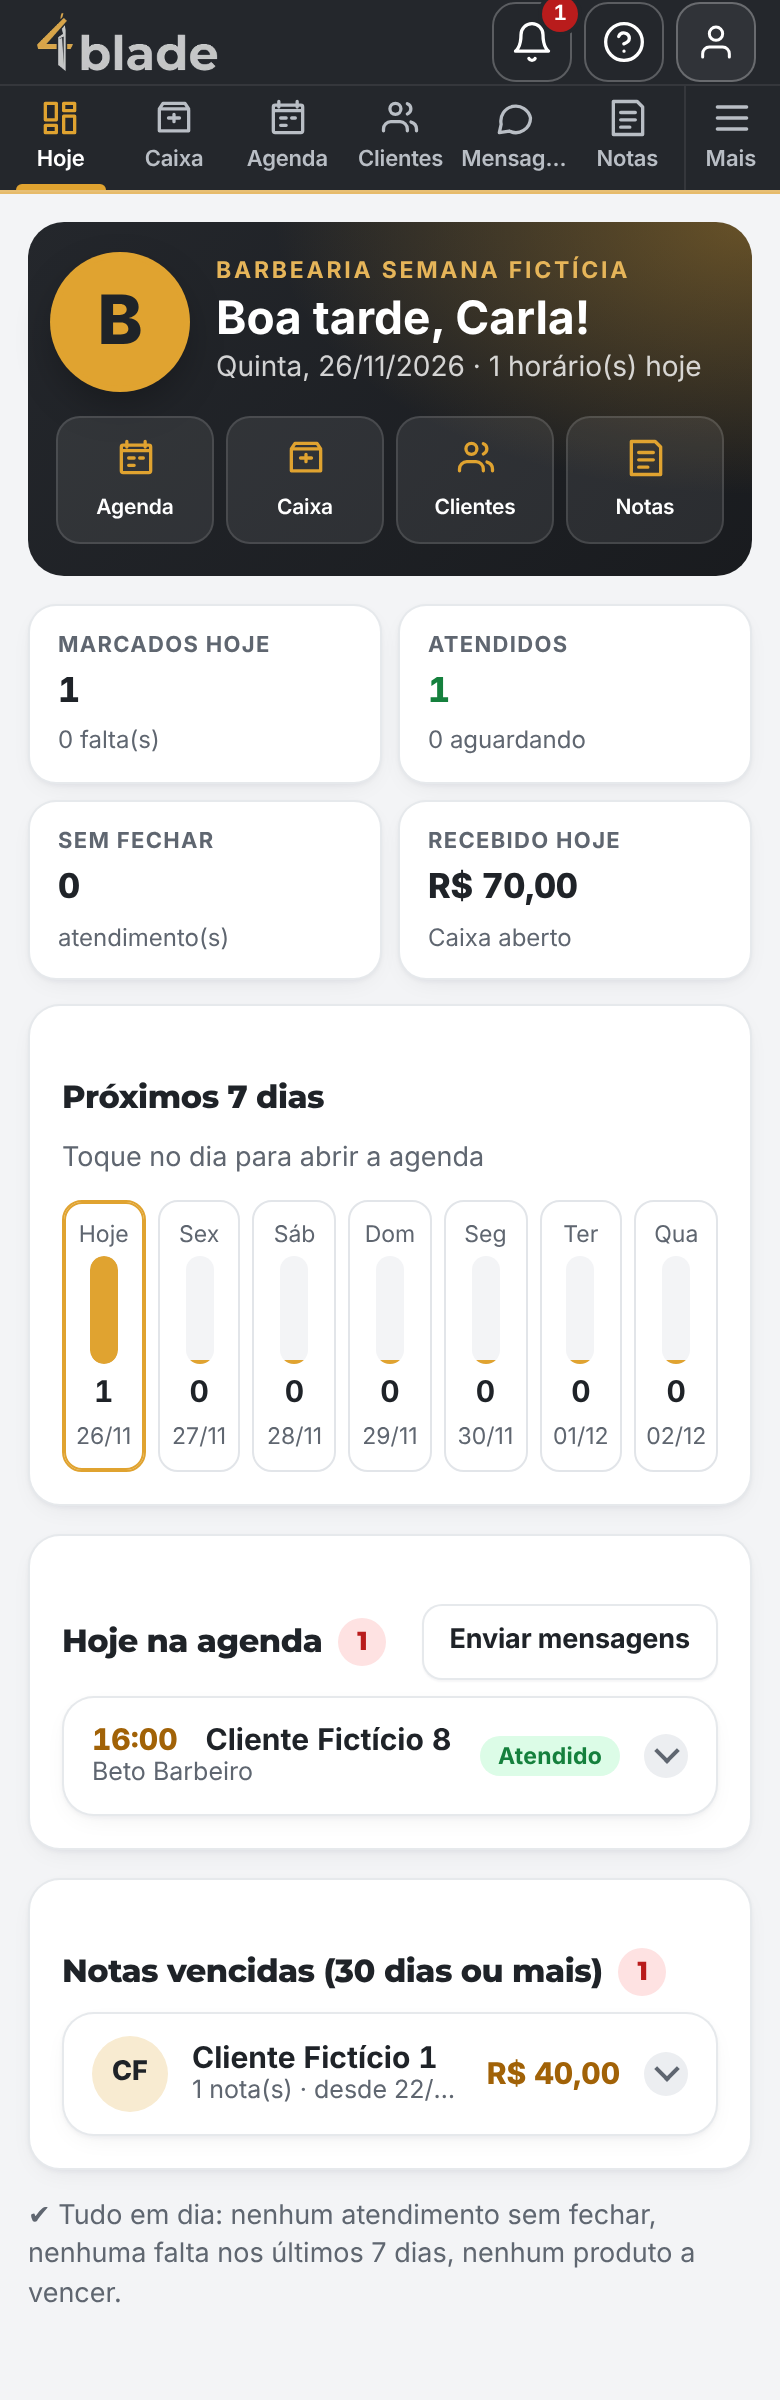 4blade
1
Hoje
Caixa
Agenda
Clientes
Mensag...
Notas
Mais
B
BARBEARIA SEMANA FICTÍCIA
Boa tarde, Carla!
Quinta, 26/11/2026 · 1 horário(s) hoje
Agenda
Caixa
Clientes
Notas
MARCADOS HOJE
1
0 falta(s)
ATENDIDOS
1
0 aguardando
SEM FECHAR
0
atendimento(s)
RECEBIDO HOJE
R$ 70,00
Caixa aberto
Próximos 7 dias
Toque no dia para abrir a agenda
Hoje
1
26/11
Sex
0
27/11
Sáb
0
28/11
Dom
0
29/11
Seg
0
30/11
Ter
0
01/12
Qua
0
02/12
Hoje na agenda 1
Enviar mensagens
16:00 Cliente Fictício 8
Beto Barbeiro
Atendido
Notas vencidas (30 dias ou mais) 1
CF
Cliente Fictício 1
1 nota(s) · desde 22/...
R$ 40,00
✔ Tudo em dia: nenhum atendimento sem fechar,
nenhuma falta nos últimos 7 dias, nenhum produto a
vencer.